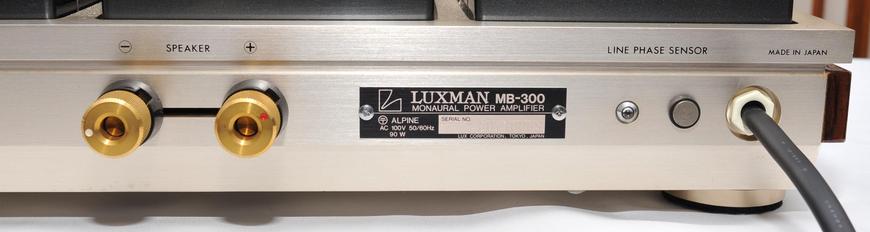 − SPEAKER +
LINE PHASE SENSOR
MADE IN JAPAN
LUXMAN MB-300
MONAURAL POWER AMPLIFIER
ALPINE
AC 100V 50/60Hz
90 W
SERIAL NO.
LUX CORPORATION, TOKYO, JAPAN